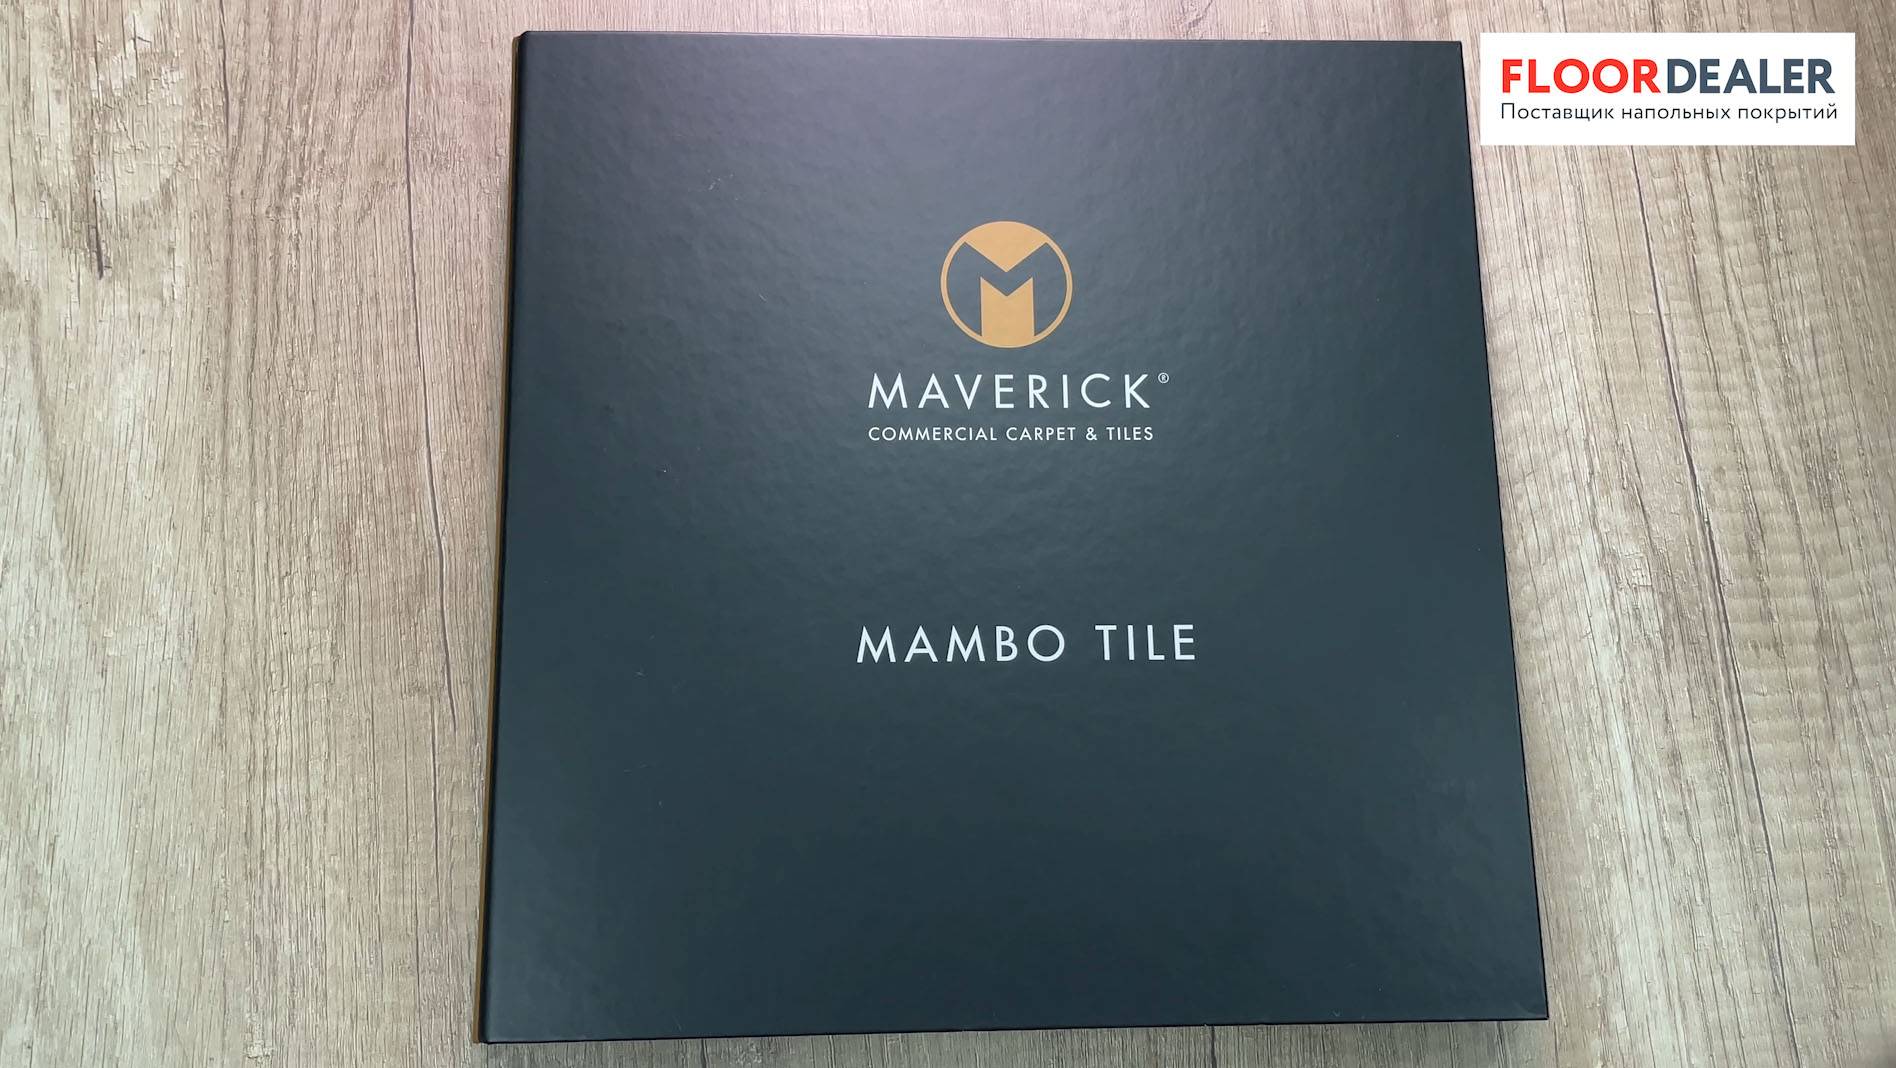 FLOORDEALER
Поставщик напольных покрытий
MAVERICK®
COMMERCIAL CARPET & TILES
MAMBO TILE